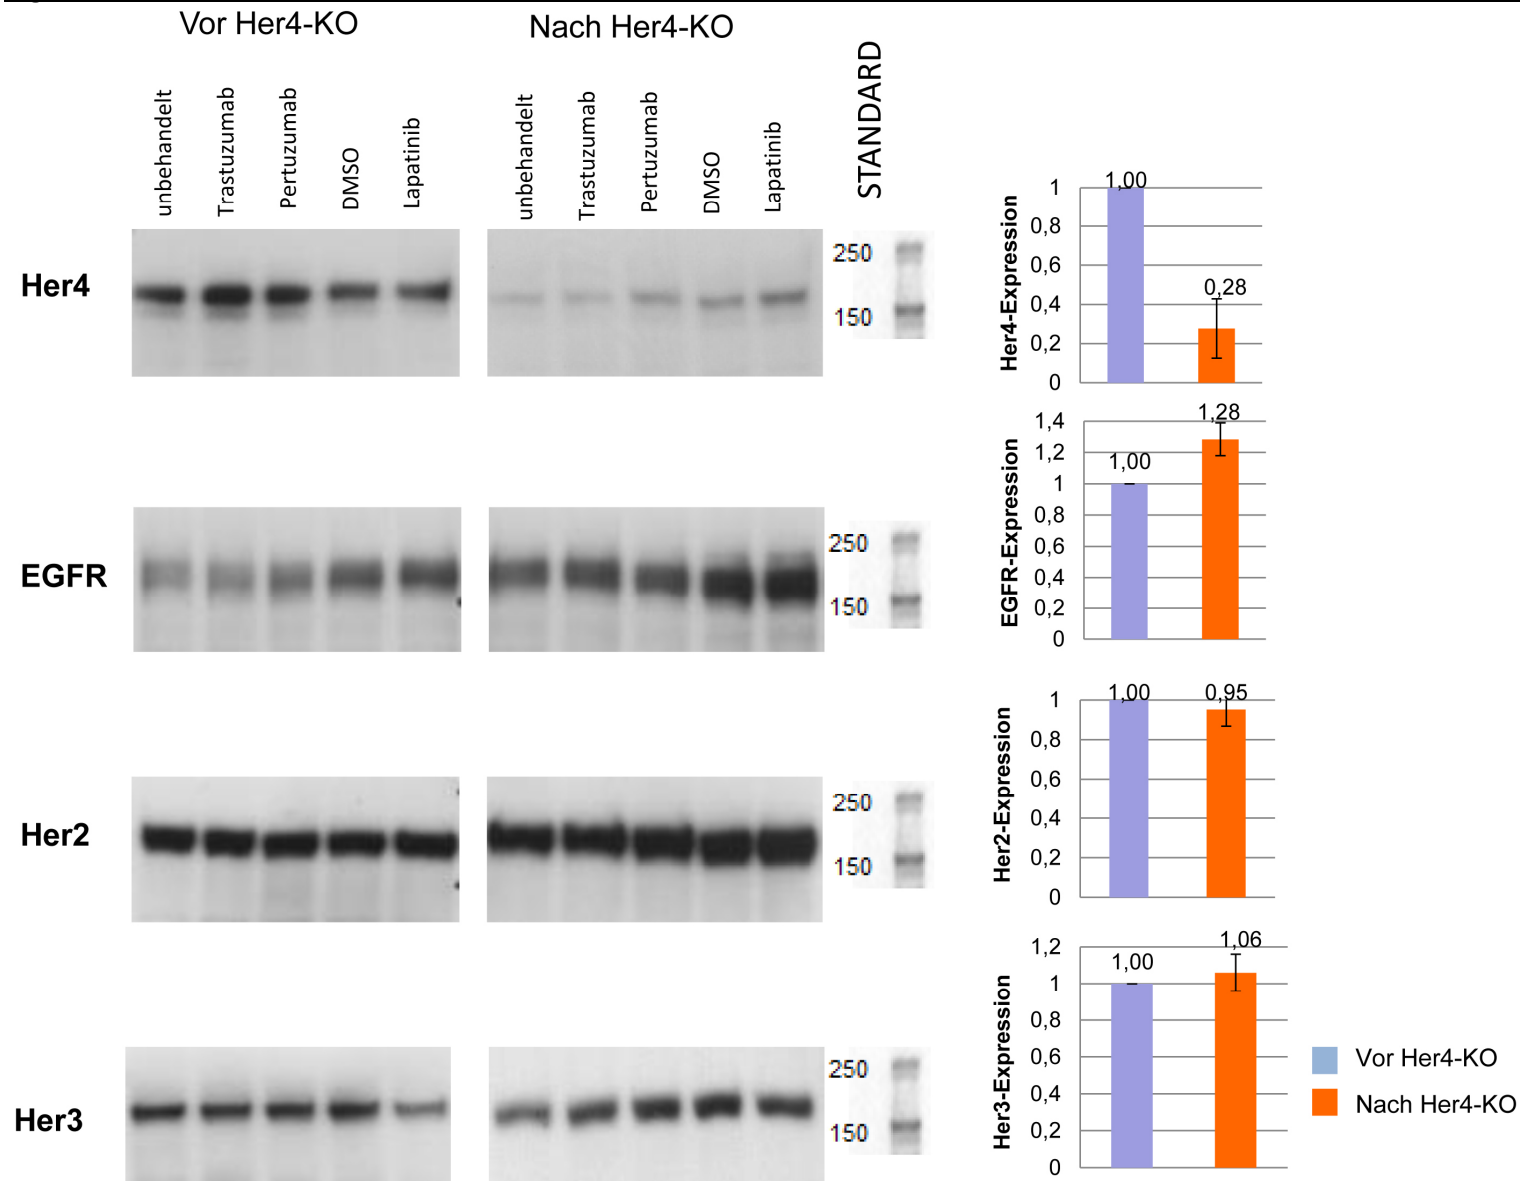 Vor Her4-KO
Nach Her4-KO
unbehandelt
Trastuzumab
Pertuzumab
DMSO
Lapatinib
unbehandelt
Trastuzumab
Pertuzumab
DMSO
Lapatinib
STANDARD
Her4
250
150
Her4-Expression
1
0,8
0,6
0,4
0,2
0
1,00
0,28
EGFR
250
150
EGFR-Expression
1,4
1,2
1
0,8
0,6
0,4
0,2
0
1,00
1,28
Her2
250
150
Her2-Expression
1
0,8
0,6
0,4
0,2
0
1,00
0,95
Her3
250
150
Her3-Expression
1,2
1
0,8
0,6
0,4
0,2
0
1,00
1,06
Vor Her4-KO
Nach Her4-KO